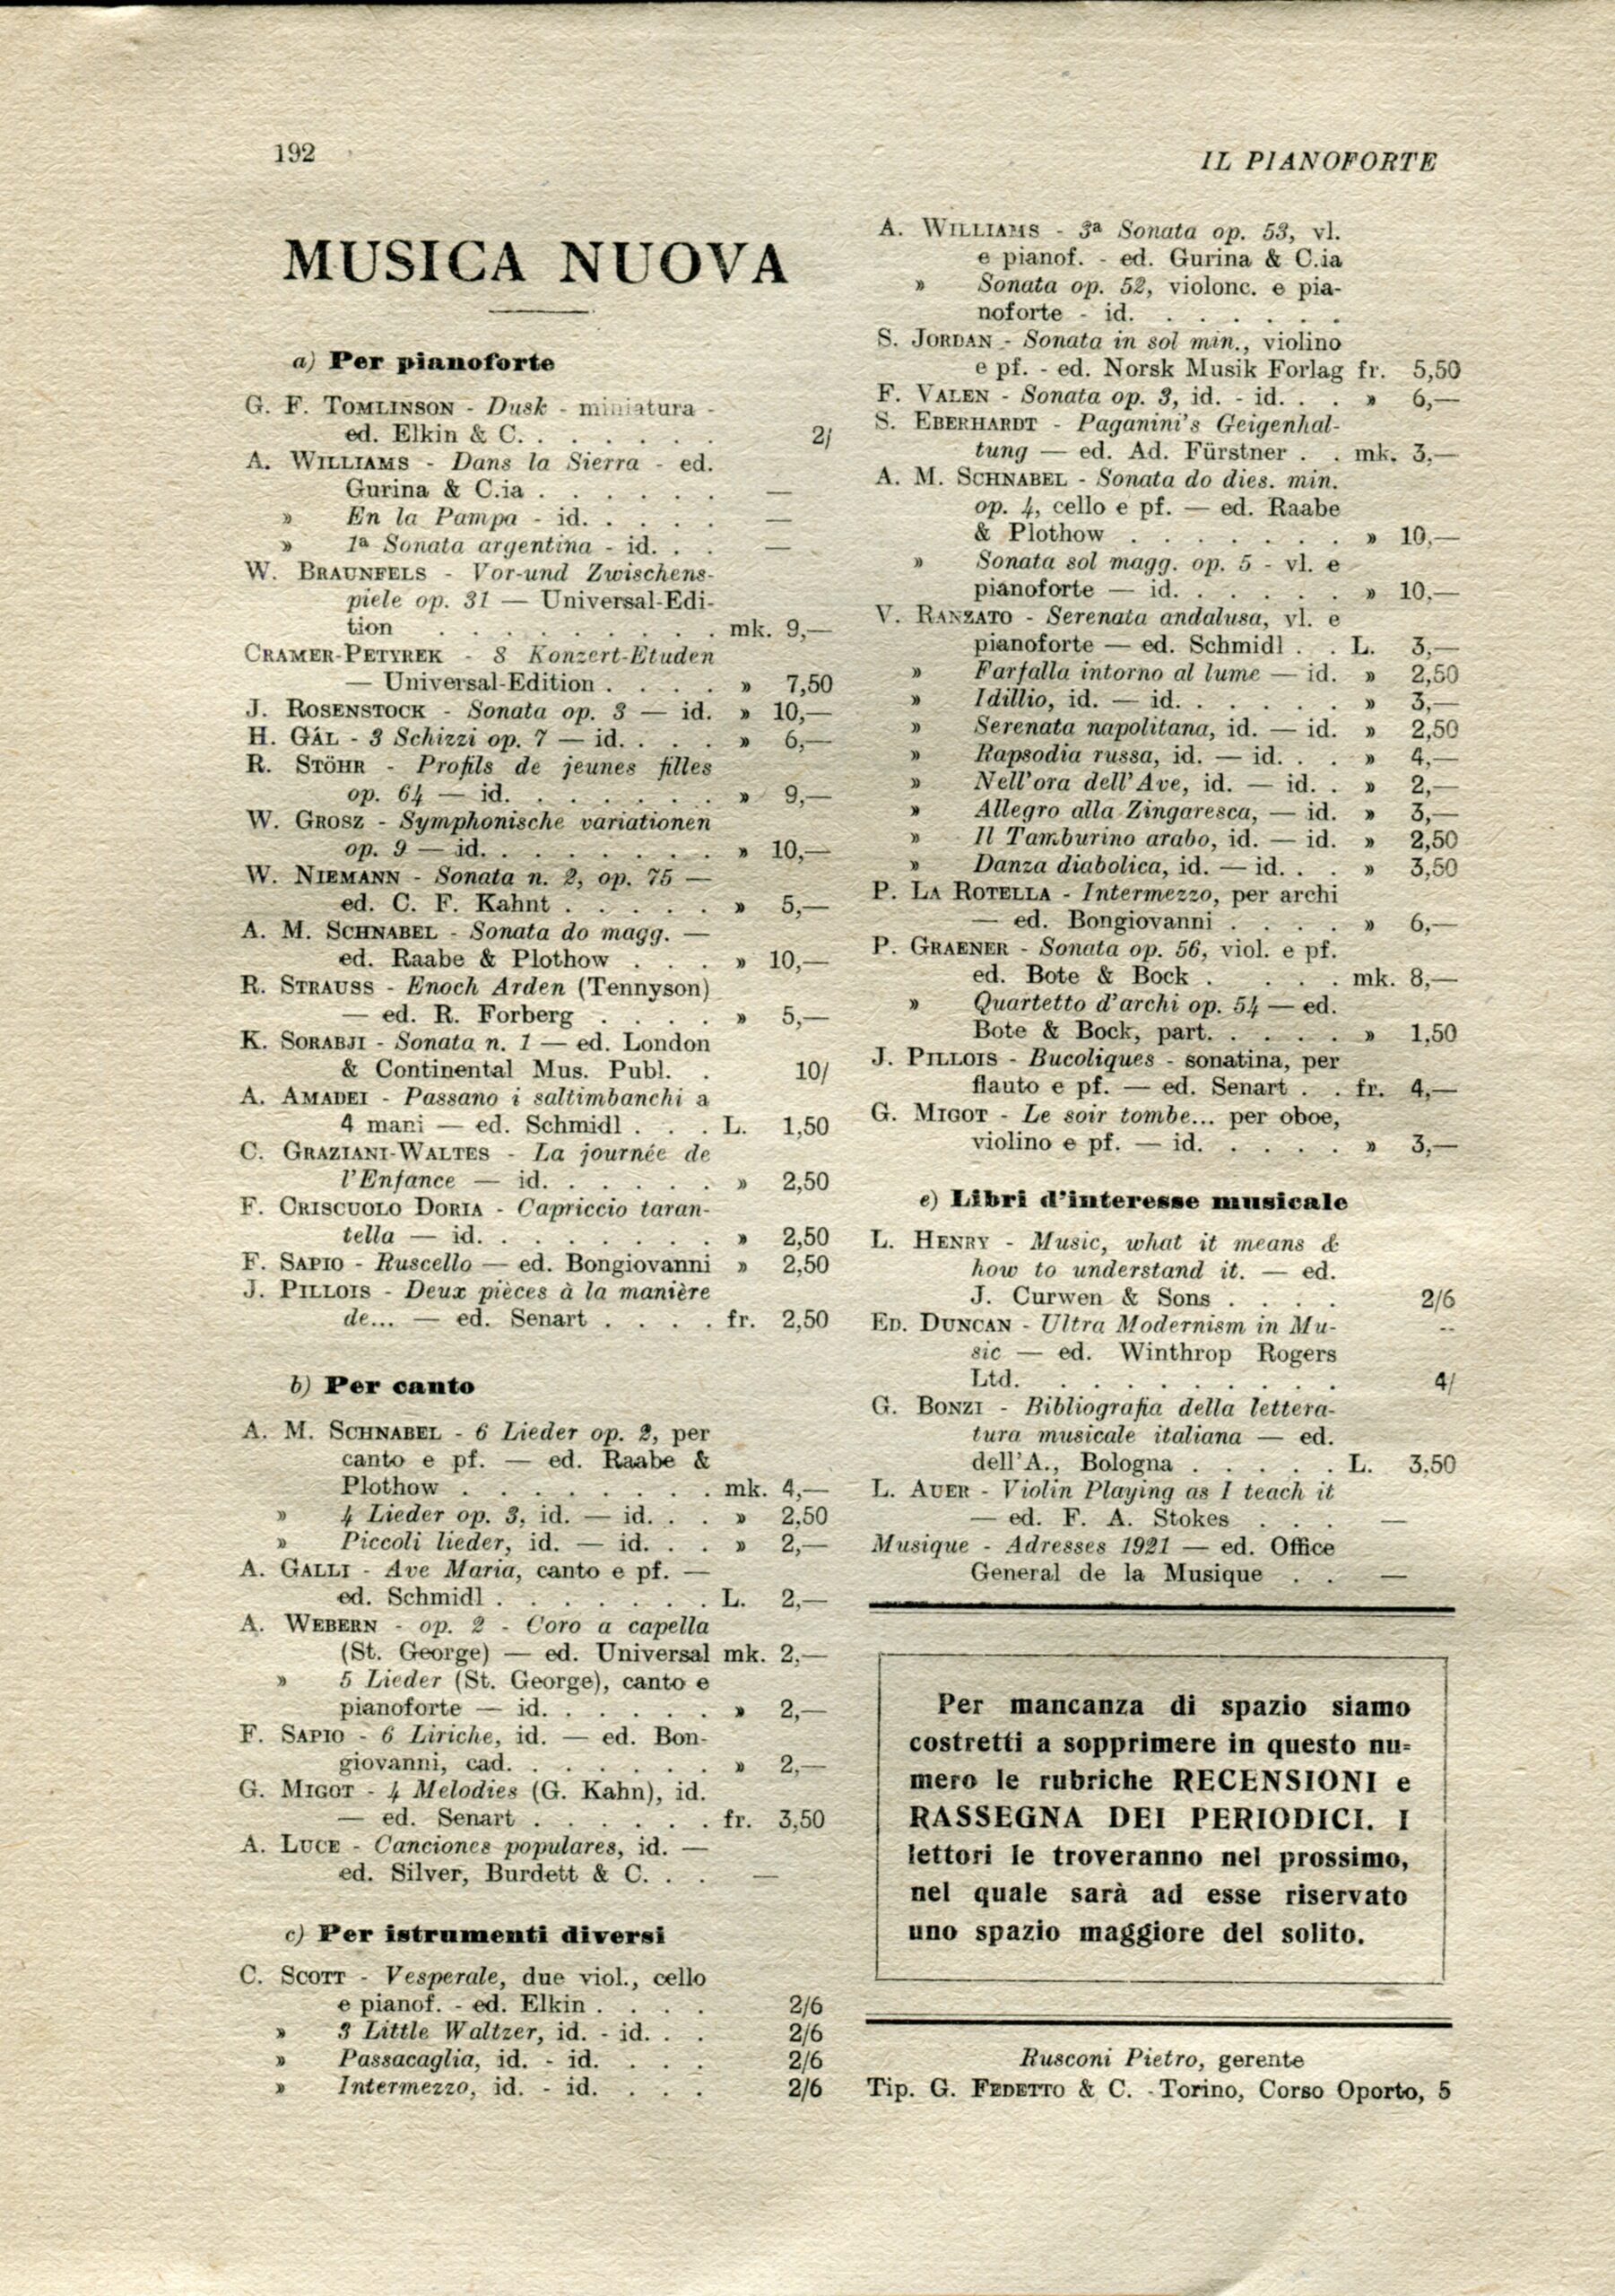 192
IL PIANOFORTE
MUSICA NUOVA
a) Per pianoforte
G. F. TOMLINSON - Dusk - miniatura -
ed. Elkin & C. . . . . . . . 2/
A. WILLIAMS - Dans la Sierra - ed.
Gurina & C.ia . . . . . . . —
» En la Pampa - id. . . . . —
» 1ª Sonata argentina - id. . . —
W. BRAUNFELS - Vor-und Zwischens-
piele op. 31 — Universal-Edi-
tion . . . . . . . . . . mk. 9,—
CRAMER-PETYREK - 8 Konzert-Etuden
— Universal-Edition . . . . . » 7,50
J. ROSENSTOCK - Sonata op. 3 — id. » 10,—
H. GÁL - 3 Schizzi op. 7 — id. . . . . » 6,—
R. STÖHR - Profils de jeunes filles
op. 64 — id. . . . . . . . . » 9,—
W. GROSZ - Symphonische variationen
op. 9 — id. . . . . . . . . » 10,—
W. NIEMANN - Sonata n. 2, op. 75 —
ed. C. F. Kahnt . . . . . . » 5,—
A. M. SCHNABEL - Sonata do magg. —
ed. Raabe & Plothow . . . . » 10,—
R. STRAUSS - Enoch Arden (Tennyson)
— ed. R. Forberg . . . . . » 5,—
K. SORABJI - Sonata n. 1 — ed. London
& Continental Mus. Publ. . 10/
A. AMADEI - Passano i saltimbanchi a
4 mani — ed. Schmidl . . . . L. 1,50
C. GRAZIANI-WALTES - La journée de
l'Enfance — id. . . . . . . . » 2,50
F. CRISCUOLO DORIA - Capriccio taran-
tella — id. . . . . . . . . . » 2,50
F. SAPIO - Ruscello — ed. Bongiovanni » 2,50
J. PILLOIS - Deux pièces à la manière
de... — ed. Senart . . . . . fr. 2,50
b) Per canto
A. M. SCHNABEL - 6 Lieder op. 2, per
canto e pf. — ed. Raabe &
Plothow . . . . . . . . . mk. 4,—
» 4 Lieder op. 3, id. — id. . . . » 2,50
» Piccoli lieder, id. — id. . . . » 2,—
A. GALLI - Ave Maria, canto e pf. —
ed. Schmidl . . . . . . . . L. 2,—
A. WEBERN - op. 2 - Coro a capella
(St. George) — ed. Universal mk. 2,—
» 5 Lieder (St. George), canto e
pianoforte — id. . . . . . . » 2,—
F. SAPIO - 6 Liriche, id. — ed. Bon-
giovanni, cad. . . . . . . . » 2,—
G. MIGOT - 4 Melodies (G. Kahn), id.
— ed. Senart . . . . . . . fr. 3,50
A. LUCE - Canciones populares, id. —
ed. Silver, Burdett & C. . . . —
c) Per istrumenti diversi
C. SCOTT - Vesperale, due viol., cello
e pianof. - ed. Elkin . . . . 2/6
» 3 Little Waltzer, id. - id. . . . 2/6
» Passacaglia, id. - id. . . . . 2/6
» Intermezzo, id. - id. . . . . 2/6
A. WILLIAMS - 3ª Sonata op. 53, vl.
e pianof. - ed. Gurina & C.ia
» Sonata op. 52, violonc. e pia-
noforte - id. . . . . . . .
S. JORDAN - Sonata in sol min., violino
e pf. - ed. Norsk Musik Forlag fr. 5,50
F. VALEN - Sonata op. 3, id. - id. . . . » 6,—
S. EBERHARDT - Paganini's Geigenhal-
tung — ed. Ad. Fürstner . . mk. 3,—
A. M. SCHNABEL - Sonata do dies. min.
op. 4, cello e pf. — ed. Raabe
& Plothow . . . . . . . . » 10,—
» Sonata sol magg. op. 5 - vl. e
pianoforte — id. . . . . . . » 10,—
V. RANZATO - Serenata andalusa, vl. e
pianoforte — ed. Schmidl . . L. 3,—
» Farfalla intorno al lume — id. » 2,50
» Idillio, id. — id. . . . . . . » 3,—
» Serenata napolitana, id. — id. » 2,50
» Rapsodia russa, id. — id. . . . » 4,—
» Nell'ora dell'Ave, id. — id. . » 2,—
» Allegro alla Zingaresca, — id. » 3,—
» Il Tamburino arabo, id. — id. » 2,50
» Danza diabolica, id. — id. . . . » 3,50
P. LA ROTELLA - Intermezzo, per archi
— ed. Bongiovanni . . . . . » 6,—
P. GRAENER - Sonata op. 56, viol. e pf.
ed. Bote & Bock . . . . . mk. 8,—
» Quartetto d'archi op. 54 — ed.
Bote & Bock, part. . . . . . » 1,50
J. PILLOIS - Bucoliques - sonatina, per
flauto e pf. — ed. Senart . . fr. 4,—
G. MIGOT - Le soir tombe... per oboe,
violino e pf. — id. . . . . . » 3,—
e) Libri d'interesse musicale
L. HENRY - Music, what it means &
how to understand it. — ed.
J. Curwen & Sons . . . . 2/6
ED. DUNCAN - Ultra Modernism in Mu- --
sic — ed. Winthrop Rogers
Ltd. . . . . . . . . 4/
G. BONZI - Bibliografia della lettera-
tura musicale italiana — ed.
dell'A., Bologna . . . . . . L. 3,50
L. AUER - Violin Playing as I teach it
— ed. F. A. Stokes . . . —
Musique - Adresses 1921 — ed. Office
General de la Musique . . —
Per mancanza di spazio siamo
costretti a sopprimere in questo nu-
mero le rubriche RECENSIONI e
RASSEGNA DEI PERIODICI. I
lettori le troveranno nel prossimo,
nel quale sarà ad esse riservato
uno spazio maggiore del solito.
Rusconi Pietro, gerente
Tip. G. FEDETTO & C. - Torino, Corso Oporto, 5